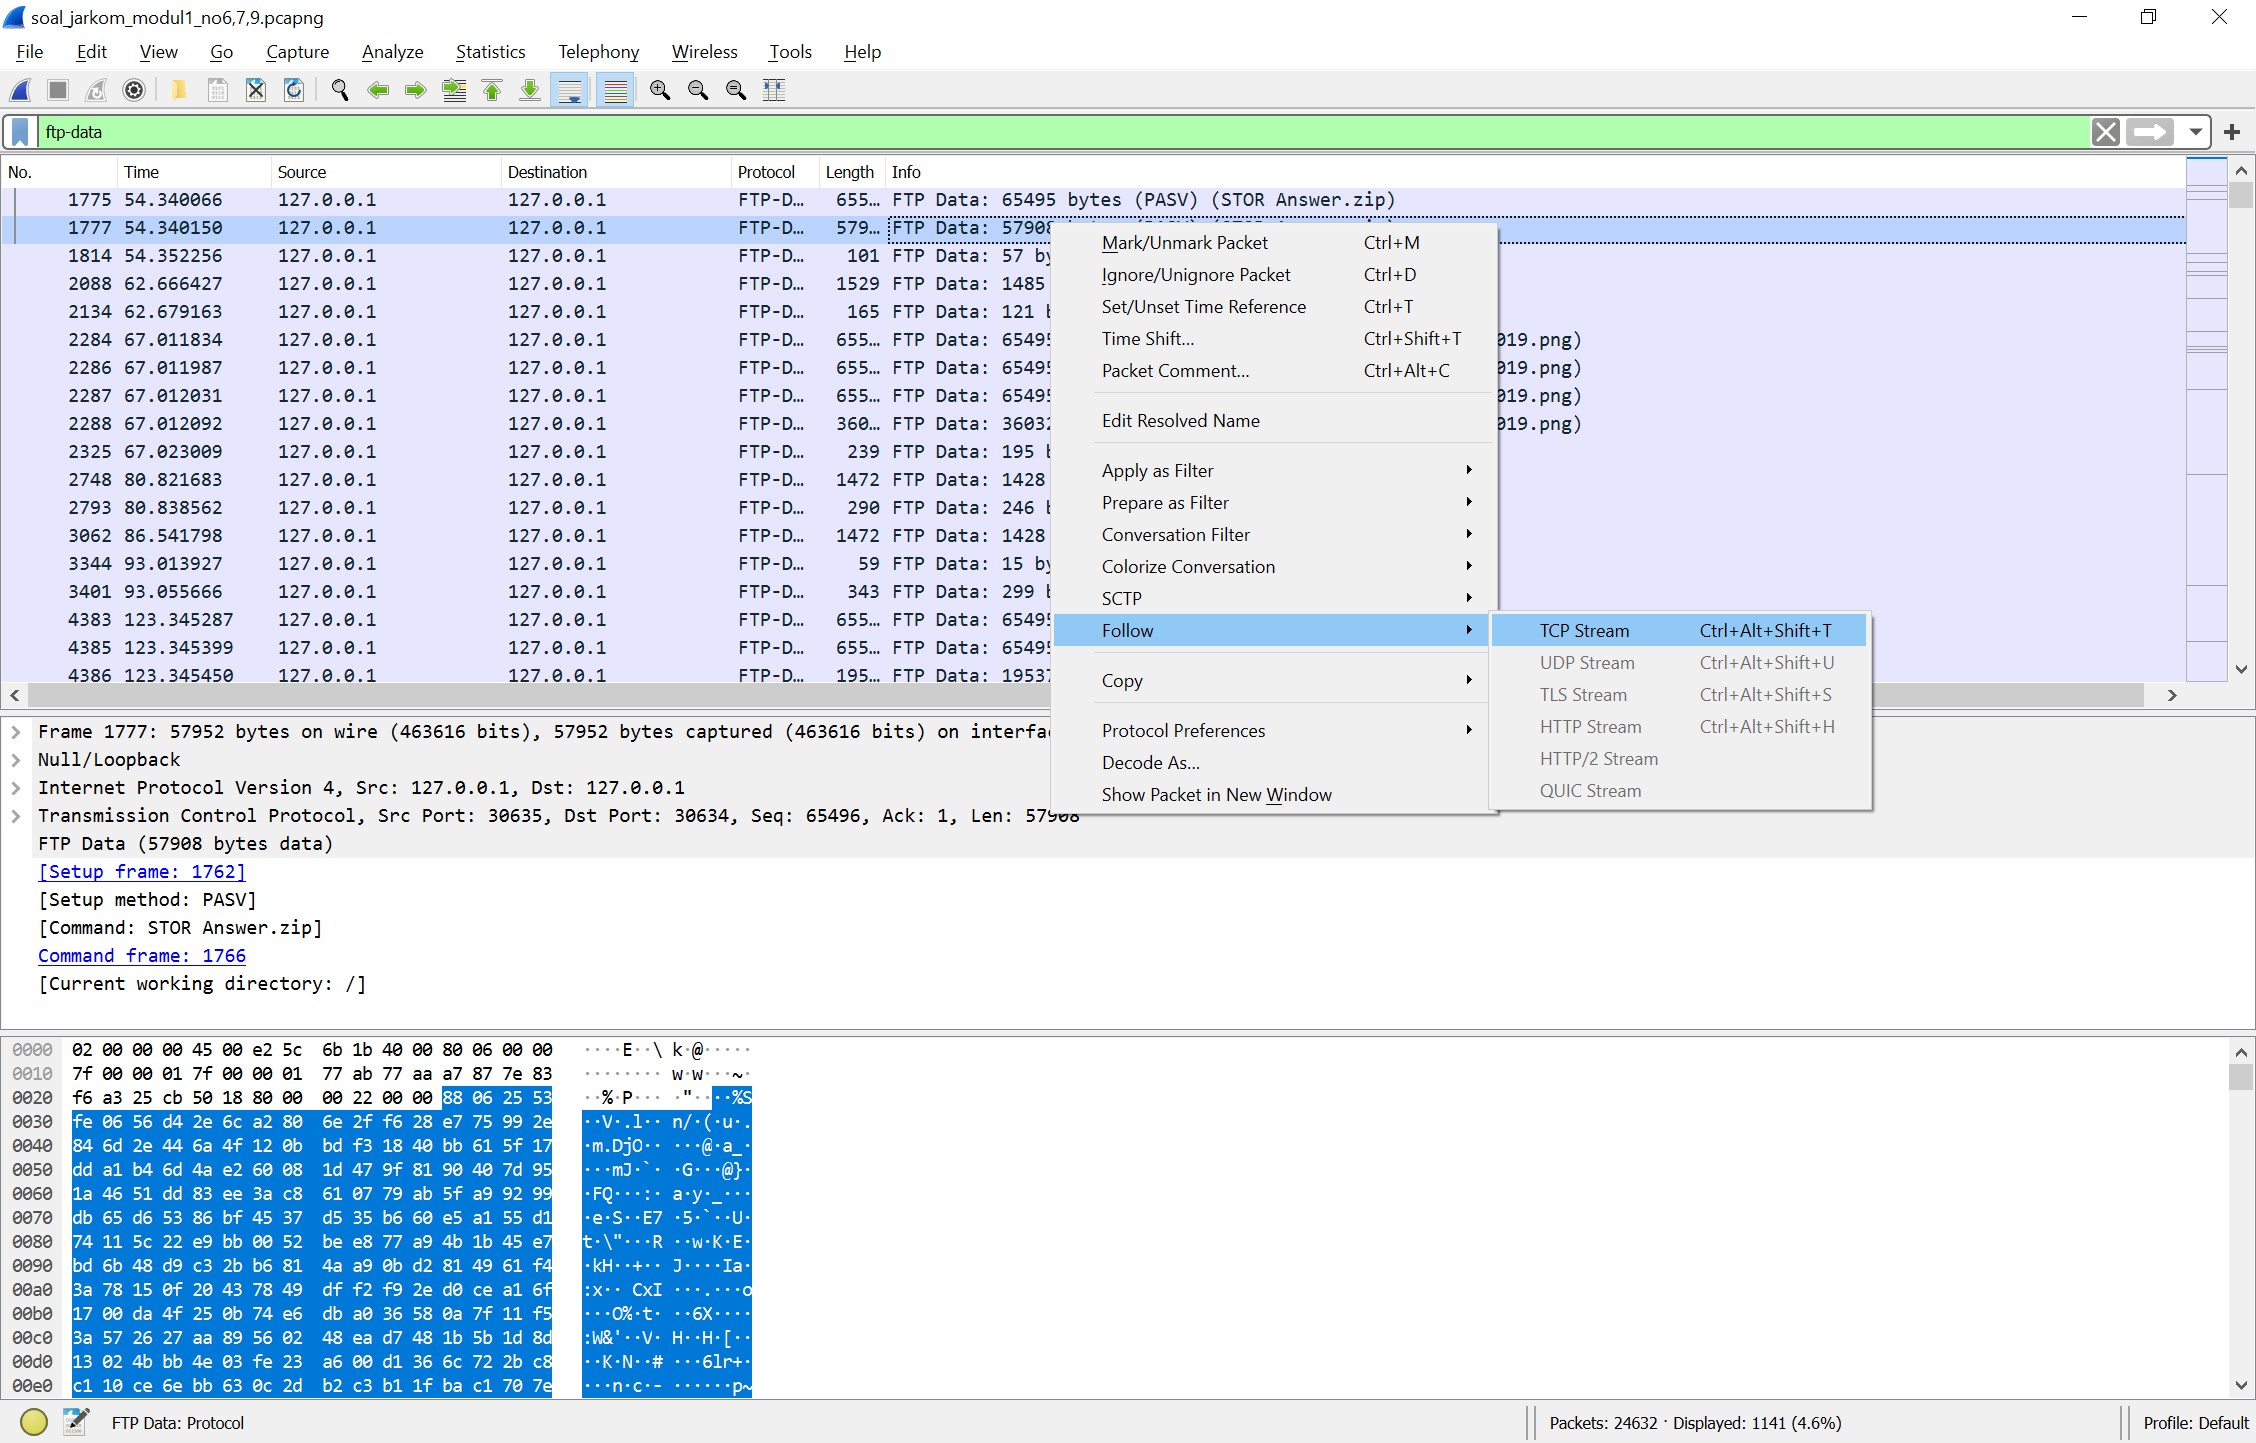 soal_jarkom_modul1_no6,7,9.pcapng
File Edit View Go Capture Analyze Statistics Telephony Wireless Tools Help
ftp-data
No. Time Source Destination Protocol Length Info
1775 54.340066 127.0.0.1 127.0.0.1 FTP-D… 655… FTP Data: 65495 bytes (PASV) (STOR Answer.zip)
1777 54.340150 127.0.0.1 127.0.0.1 FTP-D… 579… FTP Data: 57908
1814 54.352256 127.0.0.1 127.0.0.1 FTP-D… 101 FTP Data: 57 by
2088 62.666427 127.0.0.1 127.0.0.1 FTP-D… 1529 FTP Data: 1485
2134 62.679163 127.0.0.1 127.0.0.1 FTP-D… 165 FTP Data: 121 b
2284 67.011834 127.0.0.1 127.0.0.1 FTP-D… 655… FTP Data: 65495 019.png)
2286 67.011987 127.0.0.1 127.0.0.1 FTP-D… 655… FTP Data: 65495 019.png)
2287 67.012031 127.0.0.1 127.0.0.1 FTP-D… 655… FTP Data: 65495 019.png)
2288 67.012092 127.0.0.1 127.0.0.1 FTP-D… 360… FTP Data: 36032 019.png)
2325 67.023009 127.0.0.1 127.0.0.1 FTP-D… 239 FTP Data: 195 b
2748 80.821683 127.0.0.1 127.0.0.1 FTP-D… 1472 FTP Data: 1428
2793 80.838562 127.0.0.1 127.0.0.1 FTP-D… 290 FTP Data: 246 b
3062 86.541798 127.0.0.1 127.0.0.1 FTP-D… 1472 FTP Data: 1428
3344 93.013927 127.0.0.1 127.0.0.1 FTP-D… 59 FTP Data: 15 by
3401 93.055666 127.0.0.1 127.0.0.1 FTP-D… 343 FTP Data: 299 b
4383 123.345287 127.0.0.1 127.0.0.1 FTP-D… 655… FTP Data: 65495
4385 123.345399 127.0.0.1 127.0.0.1 FTP-D… 655… FTP Data: 65495
4386 123.345450 127.0.0.1 127.0.0.1 FTP-D… 195… FTP Data: 19537
Mark/Unmark Packet Ctrl+M
Ignore/Unignore Packet Ctrl+D
Set/Unset Time Reference Ctrl+T
Time Shift... Ctrl+Shift+T
Packet Comment... Ctrl+Alt+C
Edit Resolved Name
Apply as Filter
Prepare as Filter
Conversation Filter
Colorize Conversation
SCTP
Follow
Copy
Protocol Preferences
Decode As...
Show Packet in New Window
TCP Stream Ctrl+Alt+Shift+T
UDP Stream Ctrl+Alt+Shift+U
TLS Stream Ctrl+Alt+Shift+S
HTTP Stream Ctrl+Alt+Shift+H
HTTP/2 Stream
QUIC Stream
Frame 1777: 57952 bytes on wire (463616 bits), 57952 bytes captured (463616 bits) on interfac
Null/Loopback
Internet Protocol Version 4, Src: 127.0.0.1, Dst: 127.0.0.1
Transmission Control Protocol, Src Port: 30635, Dst Port: 30634, Seq: 65496, Ack: 1, Len: 57908
FTP Data (57908 bytes data)
[Setup frame: 1762]
[Setup method: PASV]
[Command: STOR Answer.zip]
Command frame: 1766
[Current working directory: /]
0000 02 00 00 00 45 00 e2 5c 6b 1b 40 00 80 06 00 00 ····E··\ k·@·····
0010 7f 00 00 01 7f 00 00 01 77 ab 77 aa a7 87 7e 83 ········ w·w···~·
0020 f6 a3 25 cb 50 18 80 00 00 22 00 00 88 06 25 53 ··%·P··· ·"····%S
0030 fe 06 56 d4 2e 6c a2 80 6e 2f f6 28 e7 75 99 2e ··V·.l·· n/·(·u·.
0040 84 6d 2e 44 6a 4f 12 0b bd f3 18 40 bb 61 5f 17 ·m.DjO·· ···@·a_·
0050 dd a1 b4 6d 4a e2 60 08 1d 47 9f 81 90 40 7d 95 ···mJ·`· ·G···@}·
0060 1a 46 51 dd 83 ee 3a c8 61 07 79 ab 5f a9 92 99 ·FQ···:· a·y·_···
0070 db 65 d6 53 86 bf 45 37 d5 35 b6 60 e5 a1 55 d1 ·e·S··E7 ·5·`··U·
0080 74 11 5c 22 e9 bb 00 52 be e8 77 a9 4b 1b 45 e7 t·\"···R ··w·K·E·
0090 bd 6b 48 d9 c3 2b b6 81 4a a9 0b d2 81 49 61 f4 ·kH··+·· J····Ia·
00a0 3a 78 15 0f 20 43 78 49 df f2 f9 2e d0 ce a1 6f :x·· CxI ···.···o
00b0 17 00 da 4f 25 0b 74 e6 db a0 36 58 0a 7f 11 f5 ···O%·t· ··6X····
00c0 3a 57 26 27 aa 89 56 02 48 ea d7 48 1b 5b 1d 8d :W&'··V· H··H·[··
00d0 13 02 4b bb 4e 03 fe 23 a6 00 d1 36 6c 72 2b c8 ··K·N··# ···6lr+·
00e0 c1 10 ce 6e bb 63 0c 2d b2 c3 b1 1f ba c1 70 7e ···n·c·- ······p~
FTP Data: Protocol
Packets: 24632 · Displayed: 1141 (4.6%)
Profile: Default